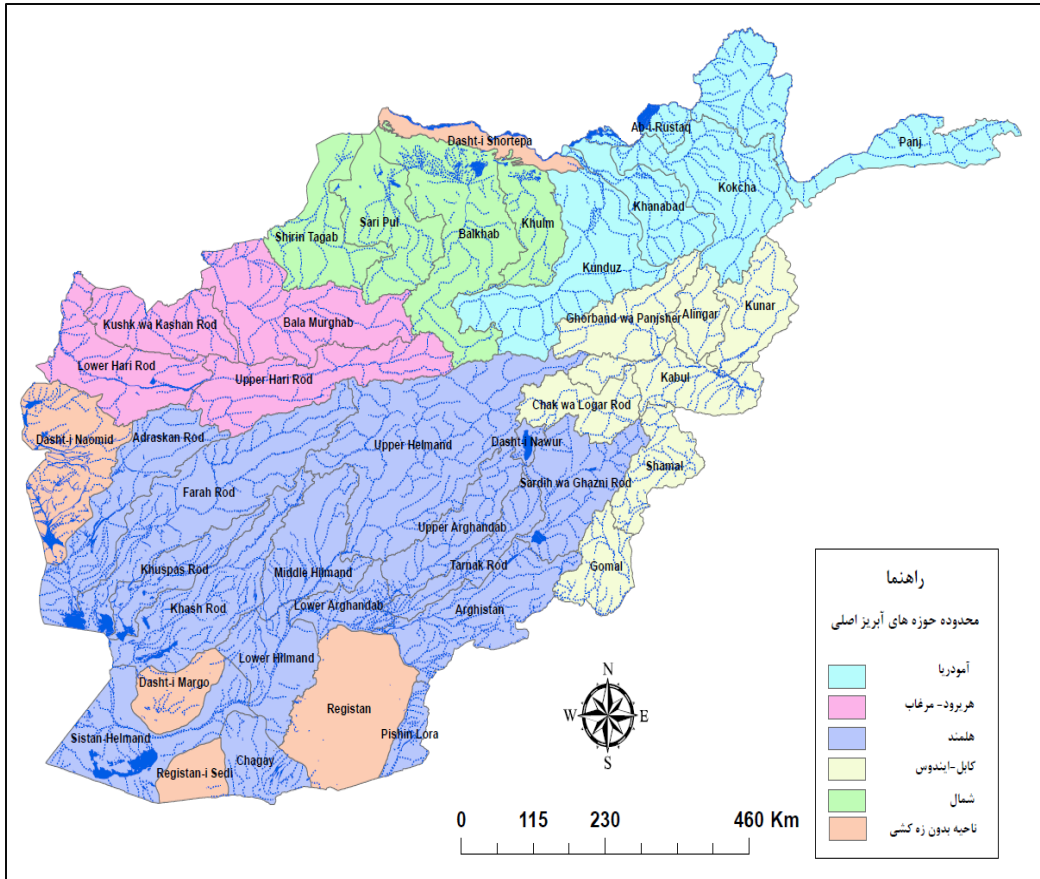 Ab-i-Rustaq
Panj
Dasht-i Shortepa
Kokcha
Khanabad
Khulm
Sari Pul
Balkhab
Shirin Tagab
Kunduz
Kunar
Alingar
Ghorband wa Panjsher
Kushk wa Kashan Rod
Bala Murghab
Lower Hari Rod
Upper Hari Rod
Kabul
Chak wa Logar Rod
Dasht-i Naomid
Adraskan Rod
Upper Helmand
Dasht-i Nawur
Shamal
Sardih wa Ghazni Rod
Farah Rod
Upper Arghandab
Khuspas Rod
Middle Hilmand
Tarnak Rod
Gomal
Khash Rod
Lower Arghandab
Arghistan
Lower Hilmand
Dasht-i Margo
Registan
Sistan-Helmand
Chagay
Pishin Lora
Registan-i Sedi
N
W
E
S
0 115 230 460 Km
راهنما
محدوده حوزه های آبریز اصلی
آمودریا
هریرود- مرغاب
هلمند
کابل-ایندوس
شمال
ناحیه بدون زه کشی